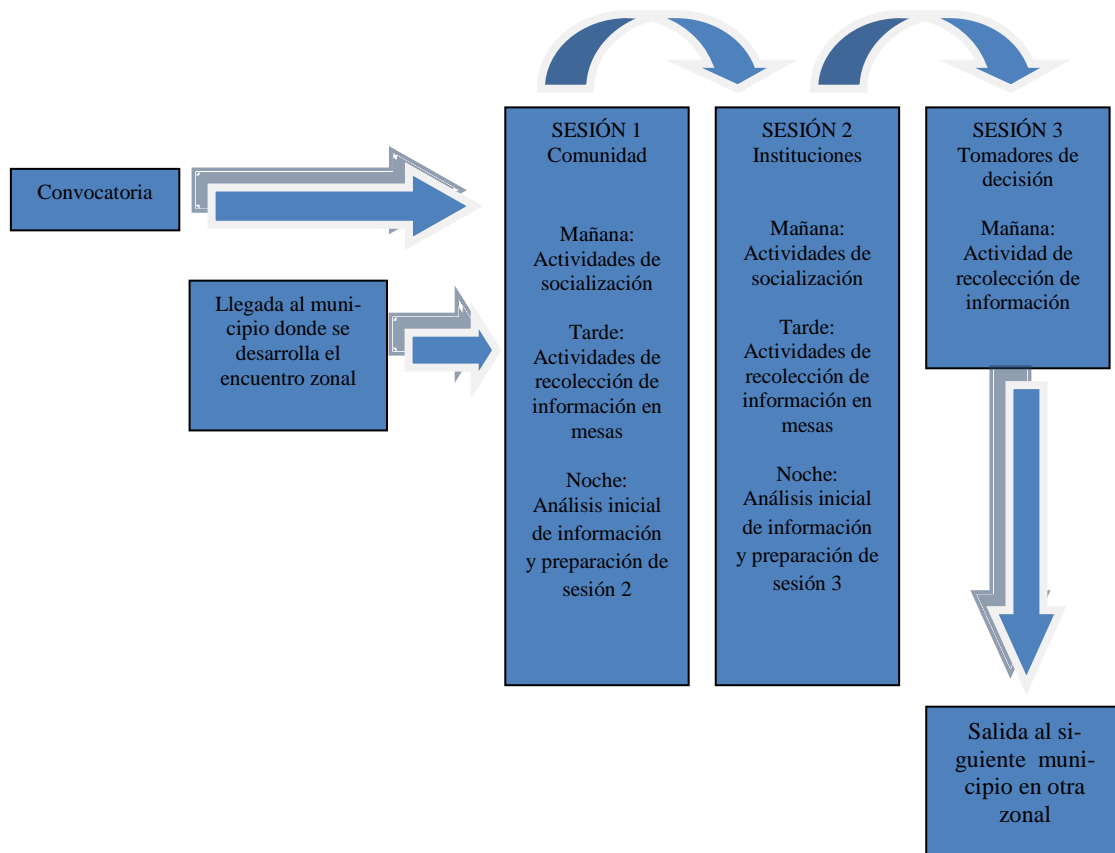 Convocatoria
Llegada al muni-
cipio donde se
desarrolla el
encuentro zonal
SESIÓN 1
Comunidad
Mañana:
Actividades de
socialización
Tarde:
Actividades de
recolección de
información en
mesas
Noche:
Análisis inicial
de información
y preparación de
sesión 2
SESIÓN 2
Instituciones
Mañana:
Actividades de
socialización
Tarde:
Actividades de
recolección de
información en
mesas
Noche:
Análisis inicial
de información
y preparación de
sesión 3
SESIÓN 3
Tomadores de
decisión
Mañana:
Actividad de
recolección de
información
Salida al si-
guiente municipio en otra
zonal